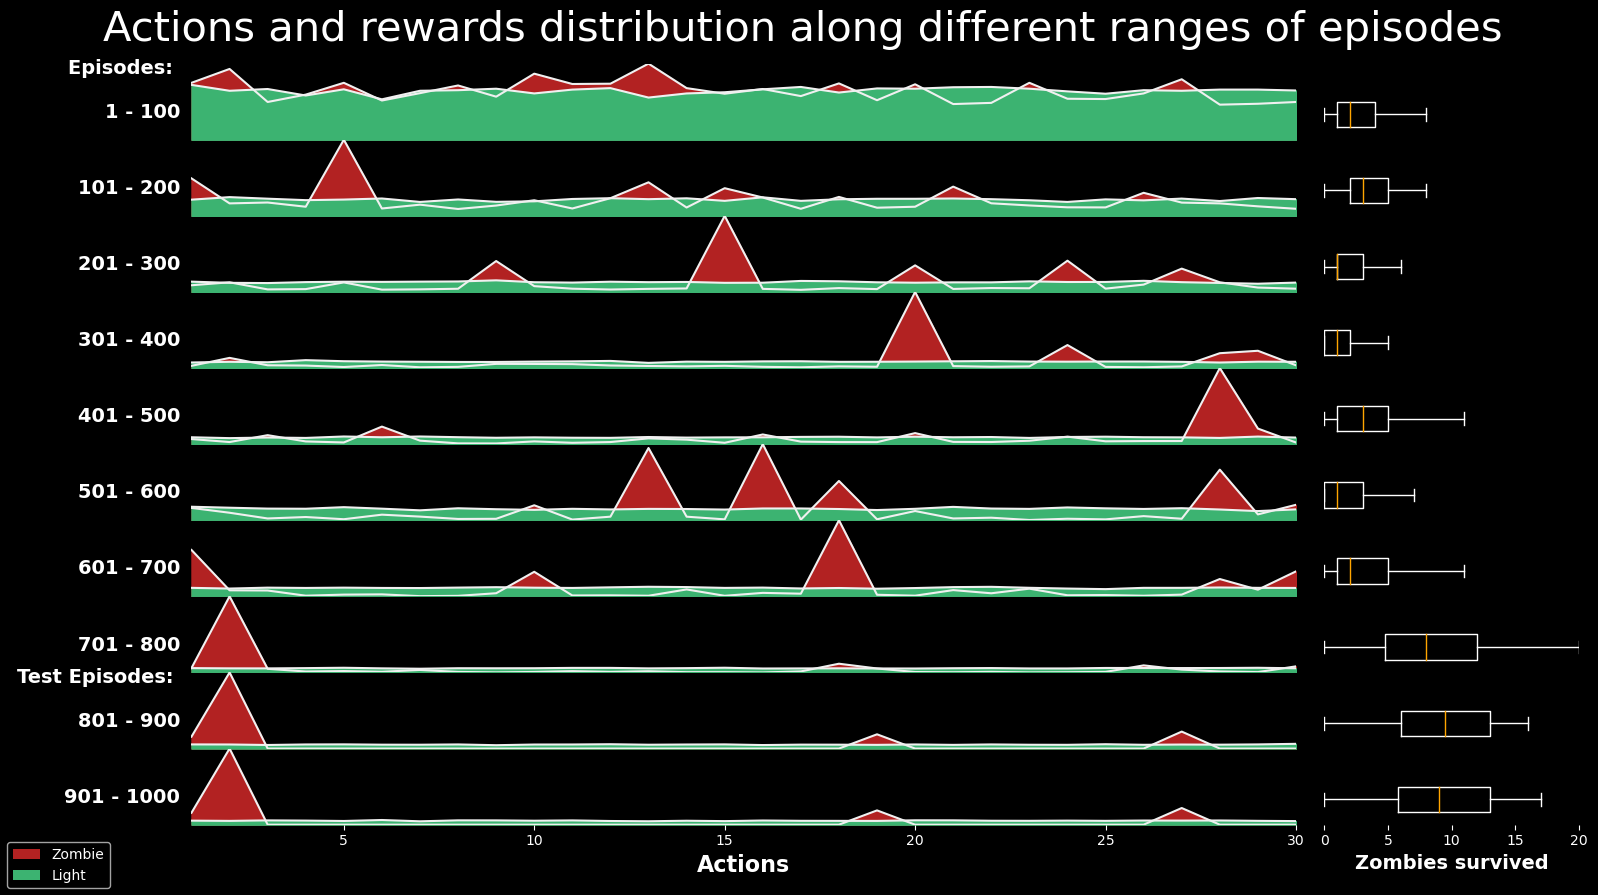 Actions and rewards distribution along different ranges of episodes
Episodes:
1 - 100
101 - 200
201 - 300
301 - 400
401 - 500
501 - 600
601 - 700
701 - 800
Test Episodes:
801 - 900
901 - 1000
5 10 15 20 25 30
0 5 10 15 20
Actions
Zombies survived
Zombie
Light